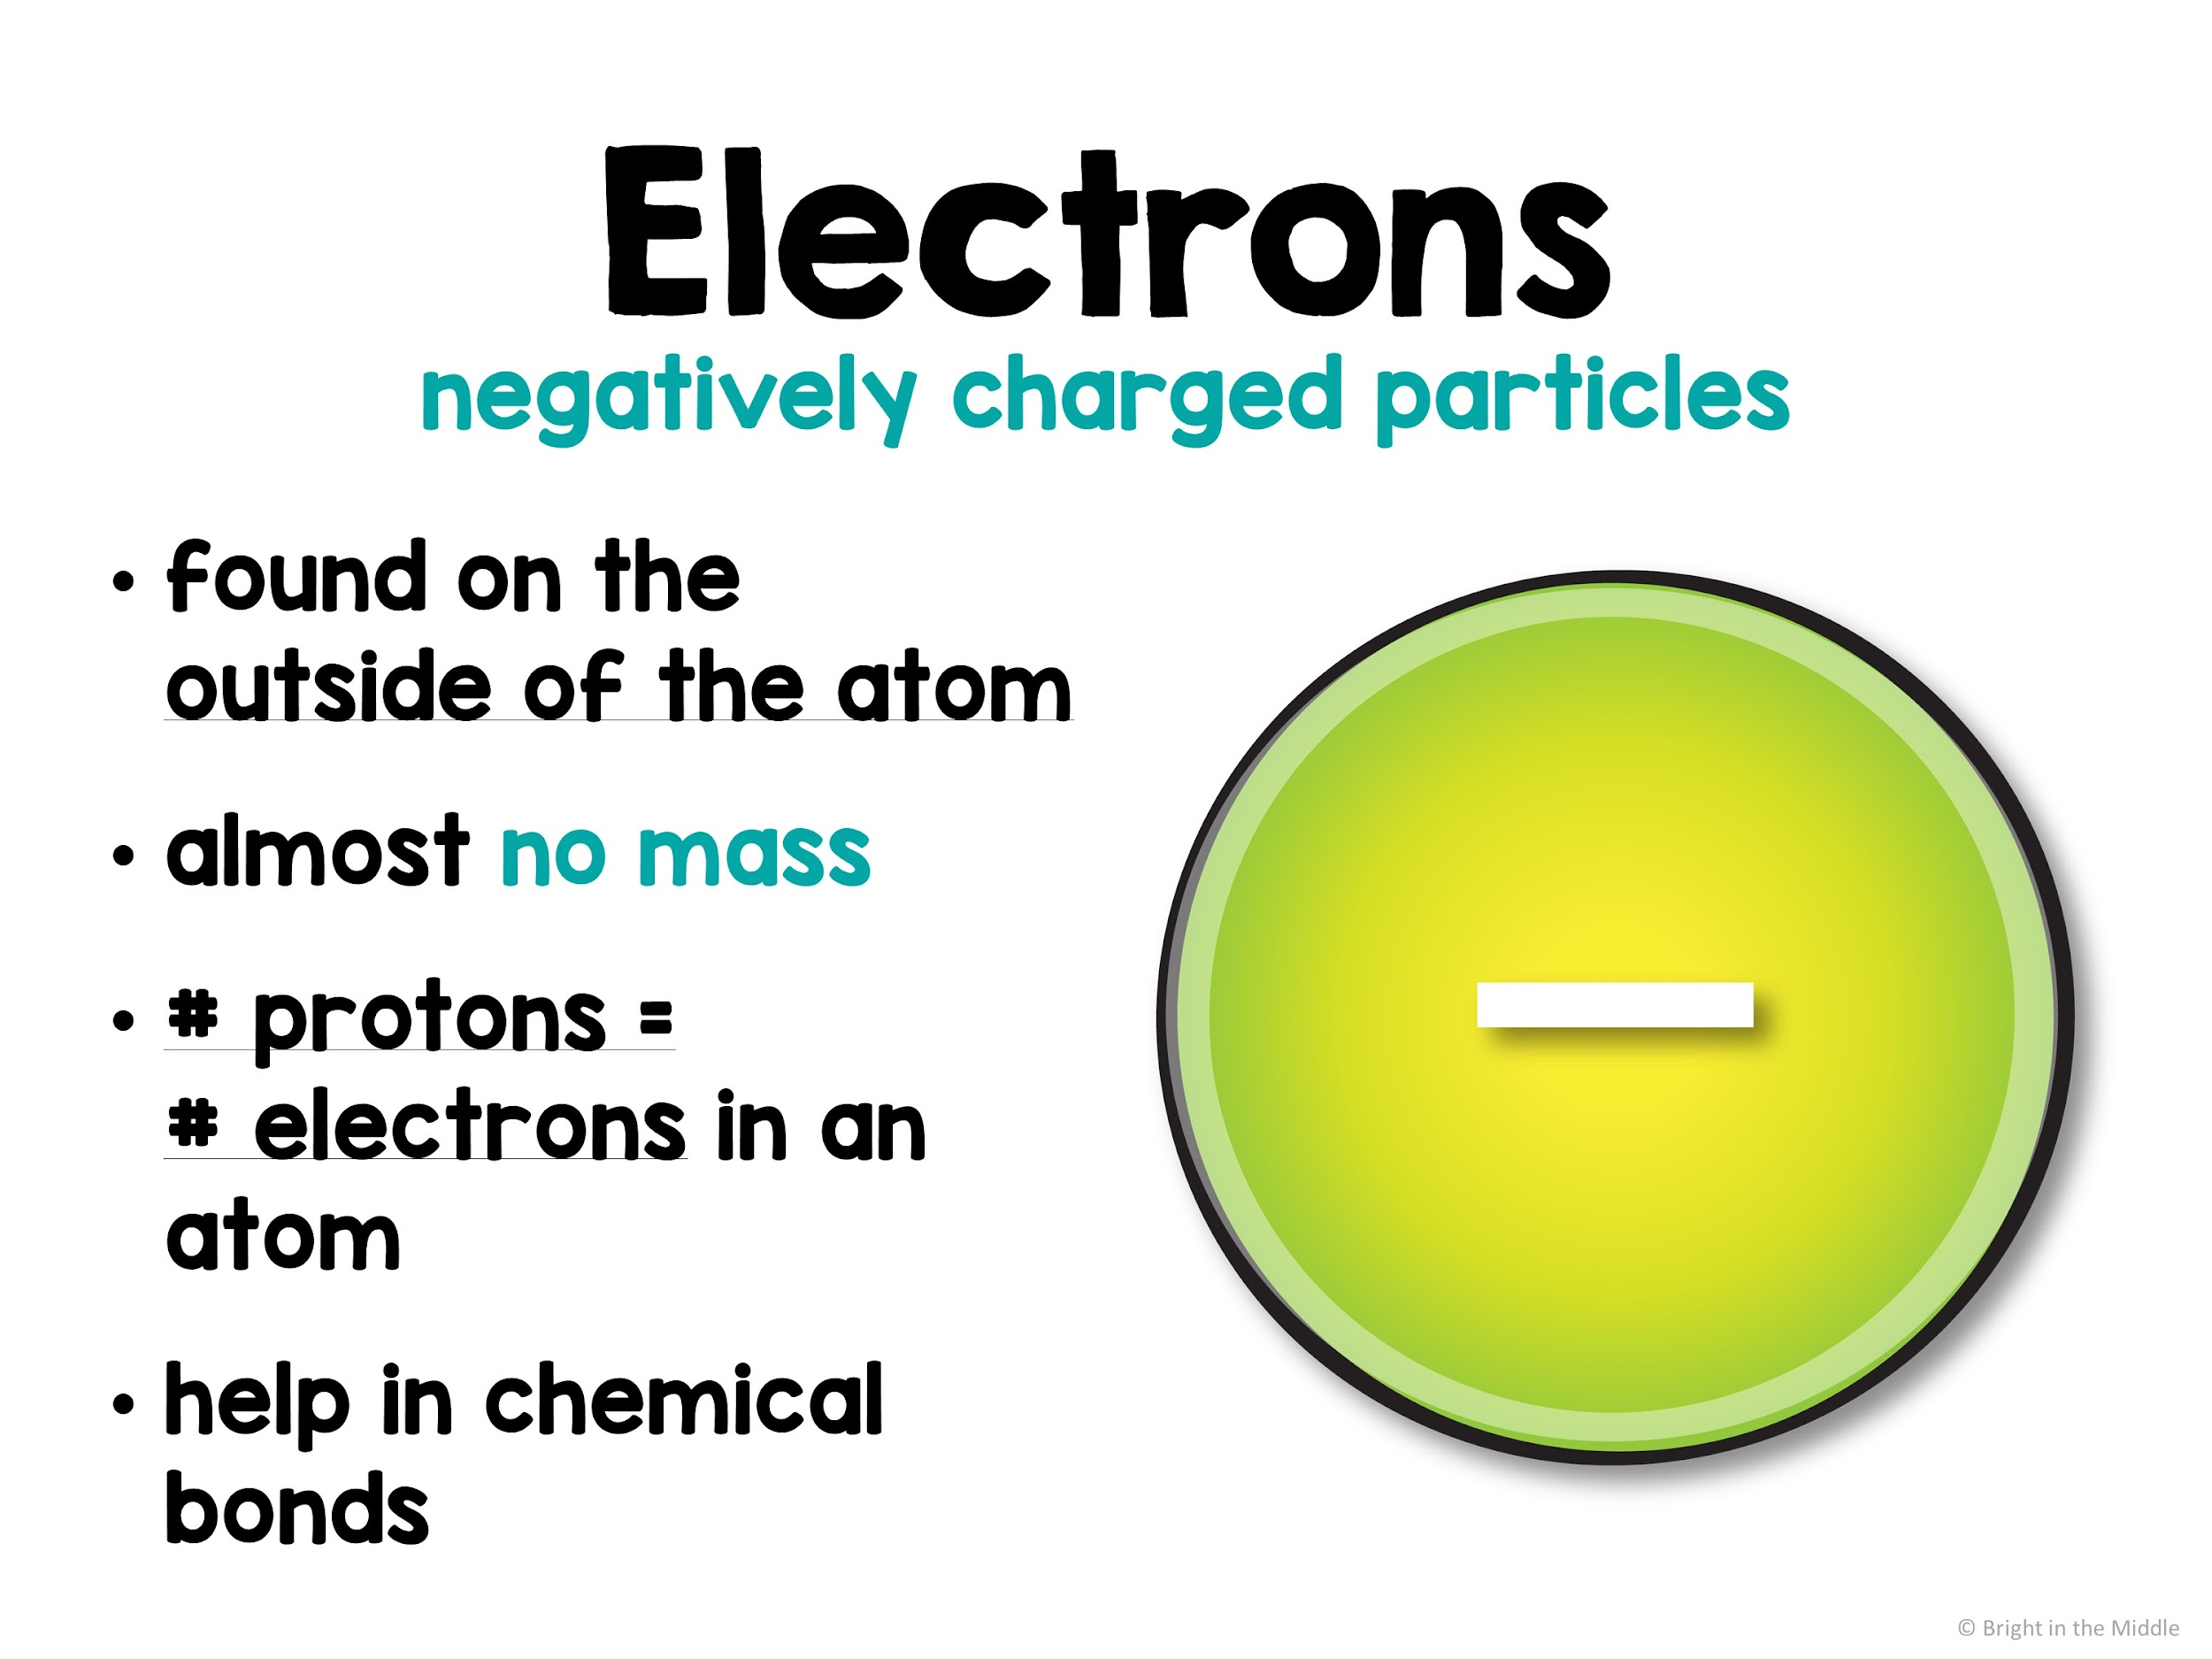 Electrons
negatively charged particles
• found on the
outside of the atom
• almost no mass
• # protons =
# electrons in an
atom
• help in chemical
bonds
© Bright in the Middle